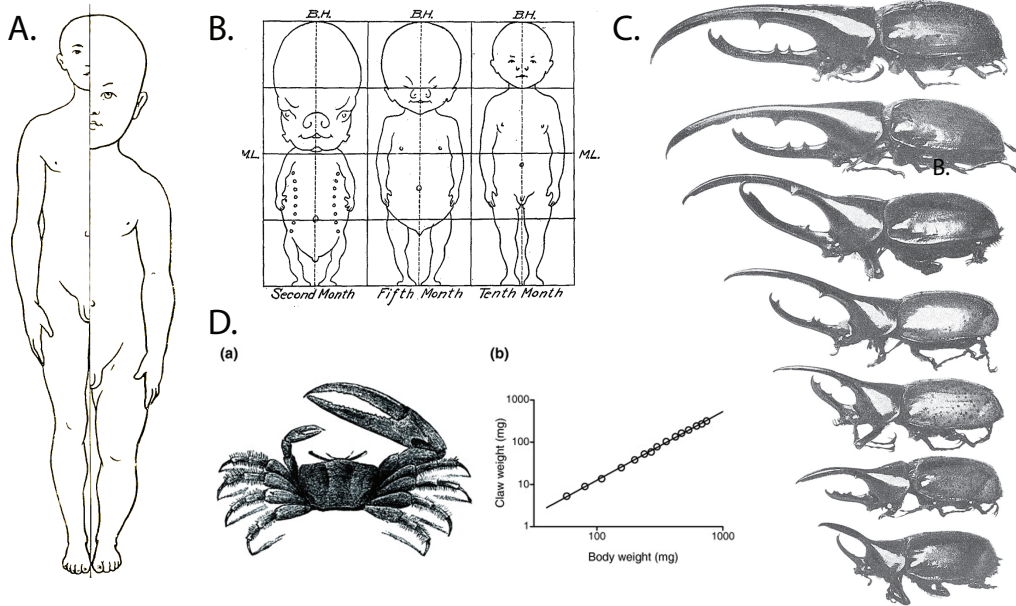 A.
B.
B.H. B.H. B.H.
M.L. M.L.
Second Month Fifth Month Tenth Month
C.
B.
D.
(a)
(b)
1000
100
10
1
Claw weight (mg)
100 1000
Body weight (mg)